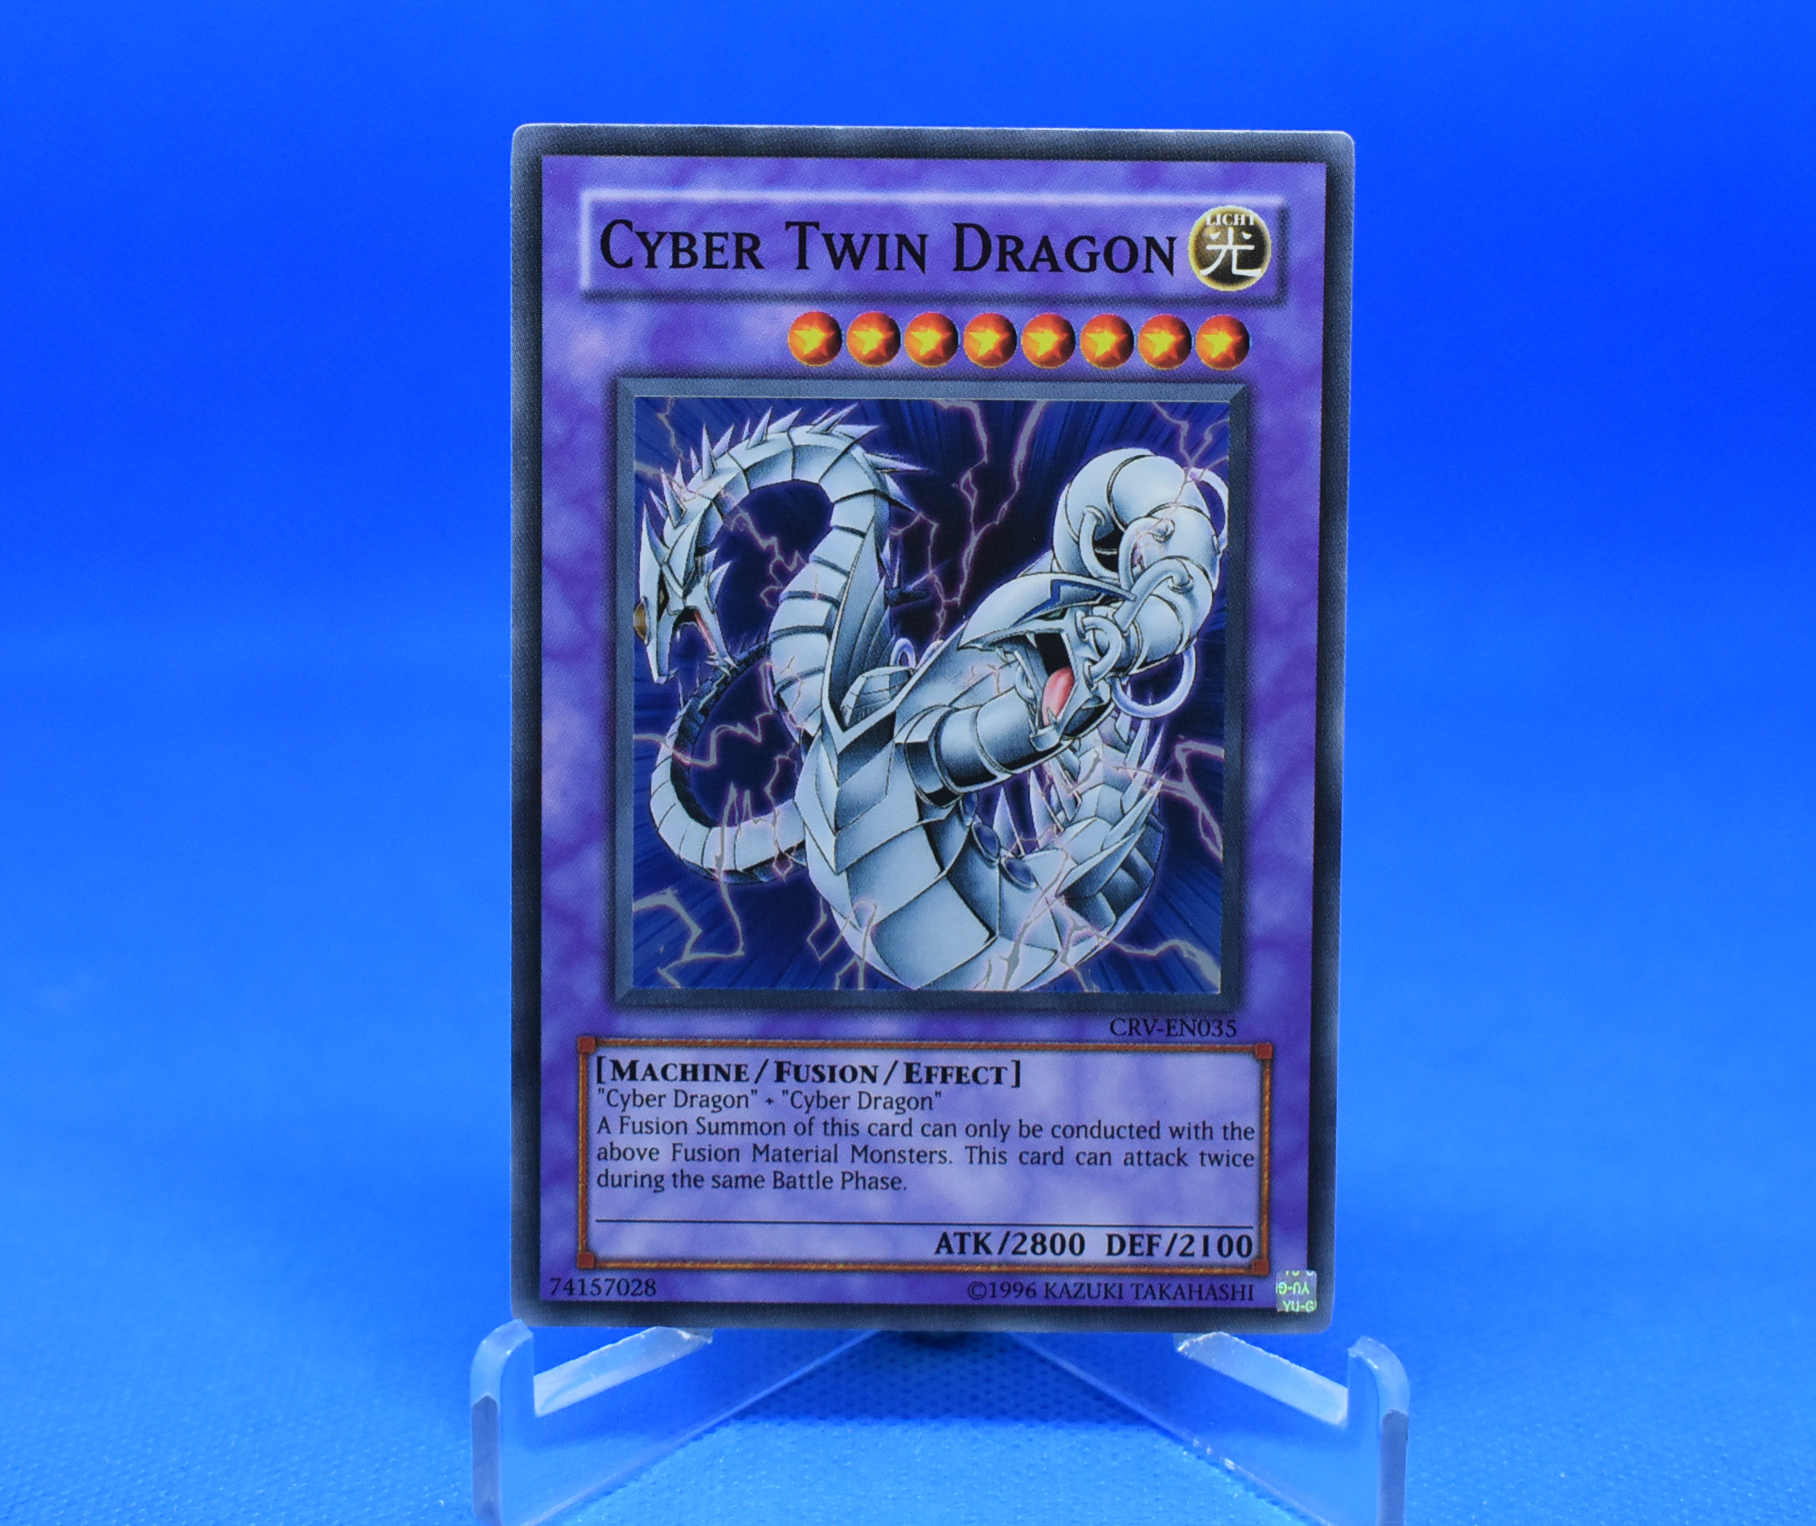 CYBER TWIN DRAGON
LICHT
光
CRV-EN035
[MACHINE/FUSION/EFFECT]
"Cyber Dragon" + "Cyber Dragon"
A Fusion Summon of this card can only be conducted with the
above Fusion Material Monsters. This card can attack twice
during the same Battle Phase.
ATK/2800 DEF/2100
74157028
©1996 KAZUKI TAKAHASHI